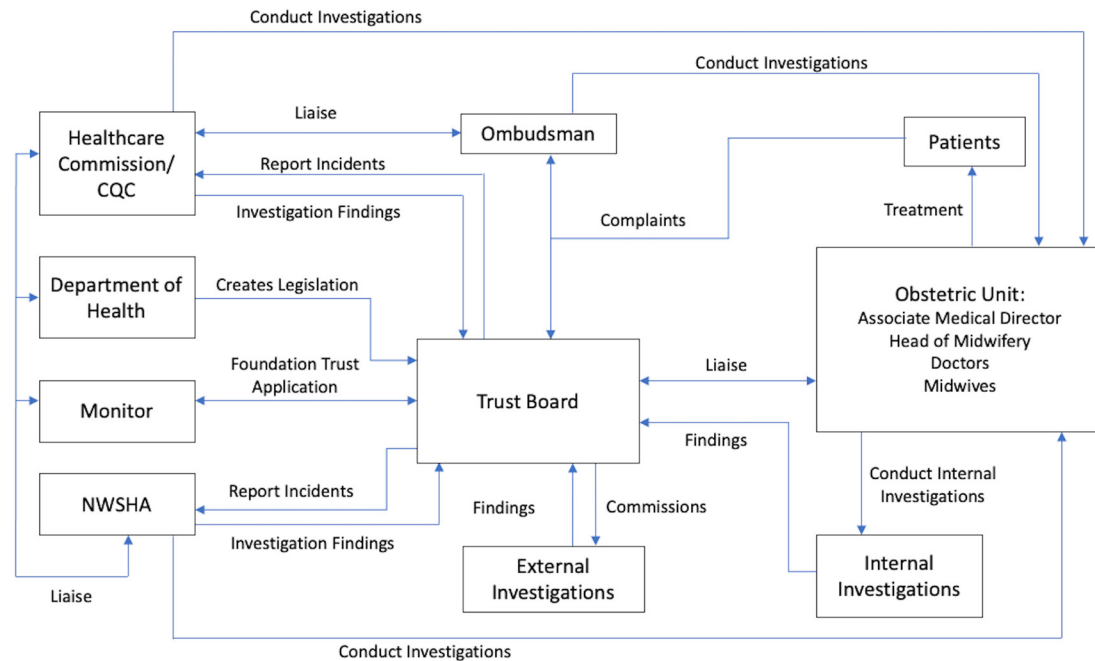 Conduct Investigations
Conduct Investigations
Liaise
Healthcare
Commission/
CQC
Ombudsman
Patients
Report Incidents
Investigation Findings
Complaints
Treatment
Department of
Health
Creates Legislation
Obstetric Unit:
Associate Medical Director
Head of Midwifery
Doctors
Midwives
Foundation Trust
Application
Monitor
Trust Board
Liaise
Findings
NWSHA
Report Incidents
Investigation Findings
Findings
Commissions
Conduct Internal
Investigations
External
Investigations
Internal
Investigations
Liaise
Conduct Investigations